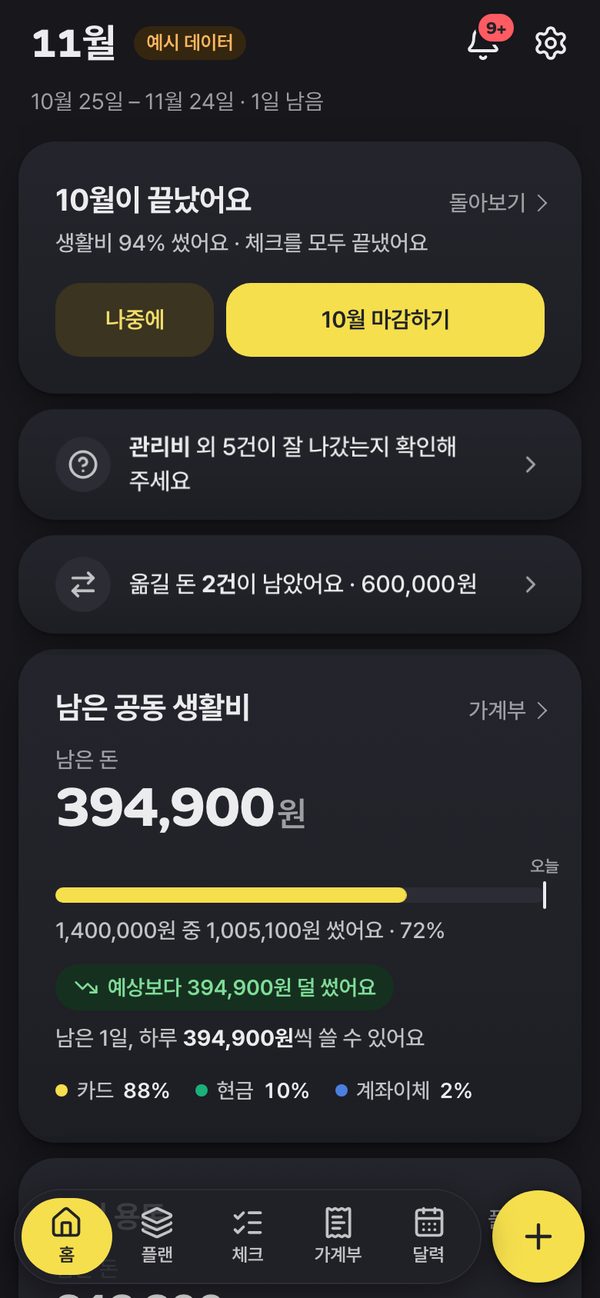 11월 예시 데이터 9+
10월 25일 – 11월 24일 · 1일 남음
10월이 끝났어요 돌아보기
생활비 94% 썼어요 · 체크를 모두 끝냈어요
나중에 10월 마감하기
관리비 외 5건이 잘 나갔는지 확인해
주세요
옮길 돈 2건이 남았어요 · 600,000원
남은 공동 생활비 가계부
남은 돈
394,900원
오늘
1,400,000원 중 1,005,100원 썼어요 · 72%
예상보다 394,900원 덜 썼어요
남은 1일, 하루 394,900원씩 쓸 수 있어요
카드 88% 현금 10% 계좌이체 2%
홈 플랜 체크 가계부 달력